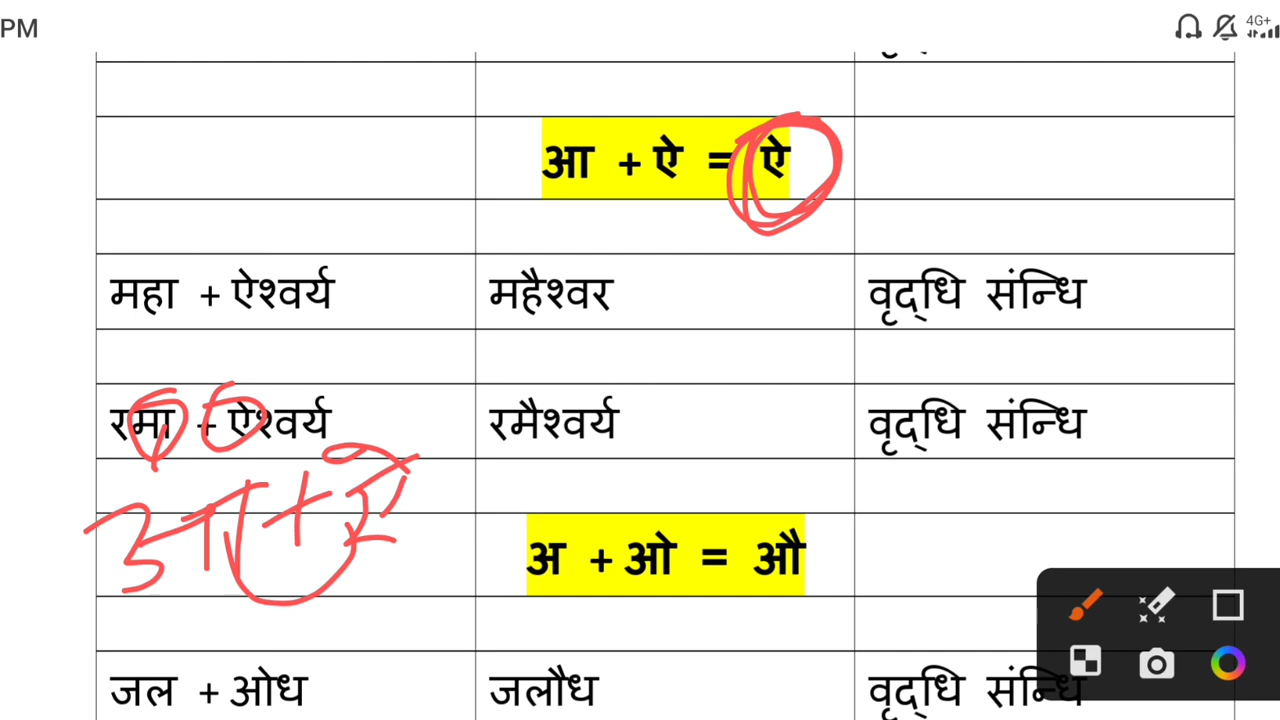 PM 4G+
आ + ऐ = ऐ
महा + ऐश्वर्य महैश्वर वृद्‌धि संन्धि
रमा + ऐश्वर्य रमैश्वर्य वृद्‌धि संन्धि
आ + ऐ
अ + ओ = औ
जल + ओध जलौध वृद्‌धि संन्धि